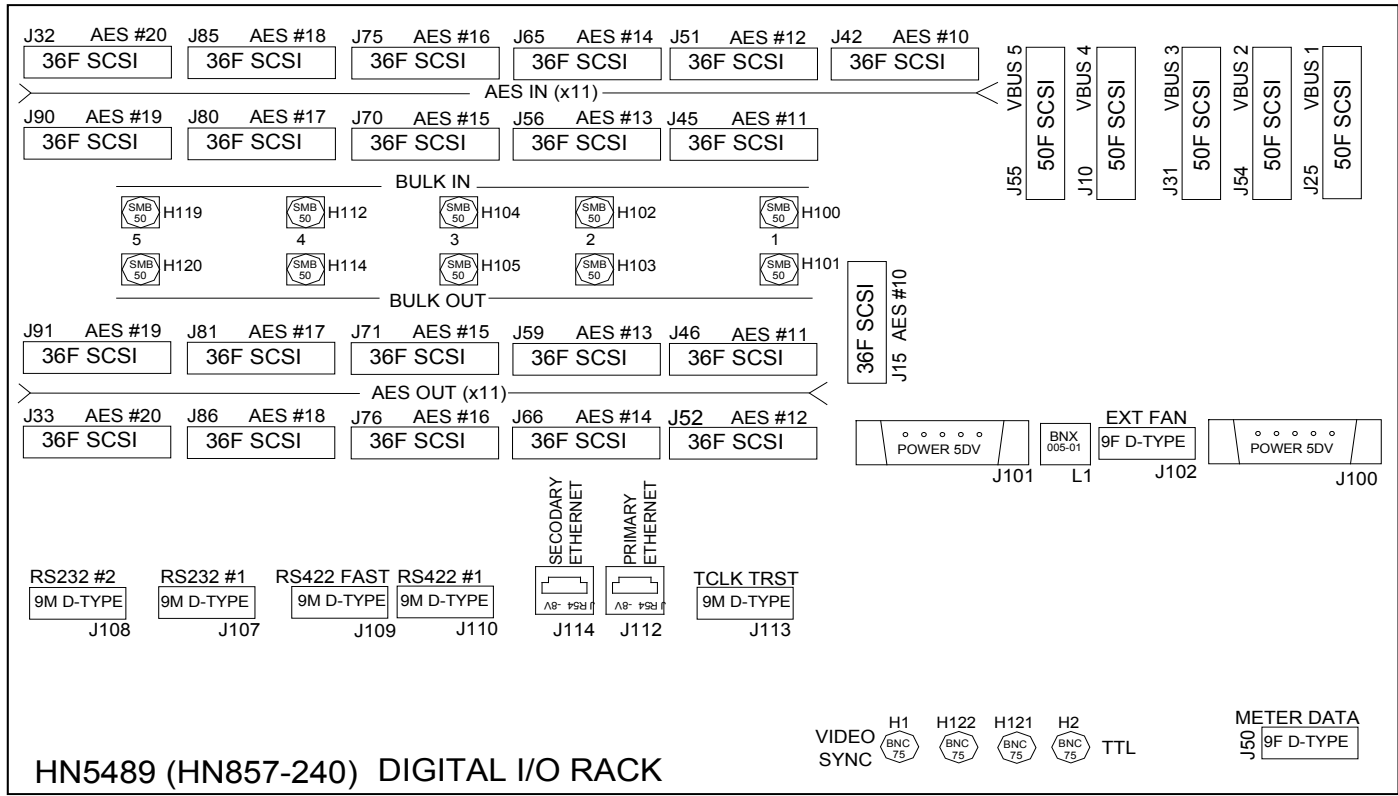 J32 AES #20 J85 AES #18 J75 AES #16 J65 AES #14 J51 AES #12 J42 AES #10
36F SCSI 36F SCSI 36F SCSI 36F SCSI 36F SCSI 36F SCSI
AES IN (x11)
J90 AES #19 J80 AES #17 J70 AES #15 J56 AES #13 J45 AES #11
36F SCSI 36F SCSI 36F SCSI 36F SCSI 36F SCSI
J55 VBUS 5
50F SCSI
J10 VBUS 4
50F SCSI
J31 VBUS 3
50F SCSI
J54 VBUS 2
50F SCSI
J25 VBUS 1
50F SCSI
BULK IN
SMB 50 H119 SMB 50 H112 SMB 50 H104 SMB 50 H102 SMB 50 H100
5 4 3 2 1
SMB 50 H120 SMB 50 H114 SMB 50 H105 SMB 50 H103 SMB 50 H101
BULK OUT
36F SCSI
J15 AES #10
J91 AES #19 J81 AES #17 J71 AES #15 J59 AES #13 J46 AES #11
36F SCSI 36F SCSI 36F SCSI 36F SCSI 36F SCSI
AES OUT (x11)
J33 AES #20 J86 AES #18 J76 AES #16 J66 AES #14 J52 AES #12
36F SCSI 36F SCSI 36F SCSI 36F SCSI 36F SCSI
EXT FAN
POWER 5DV BNX 005-01 9F D-TYPE POWER 5DV
J101 L1 J102 J100
SECODARY ETHERNET
PRIMARY ETHERNET
RS232 #2 RS232 #1 RS422 FAST RS422 #1 TCLK TRST
9M D-TYPE 9M D-TYPE 9M D-TYPE 9M D-TYPE JR54 -8V JR54 -8V 9M D-TYPE
J108 J107 J109 J110 J114 J112 J113
H1 H122 H121 H2
VIDEO SYNC BNC 75 BNC 75 BNC 75 BNC 75 TTL
METER DATA
J50 9F D-TYPE
HN5489 (HN857-240) DIGITAL I/O RACK